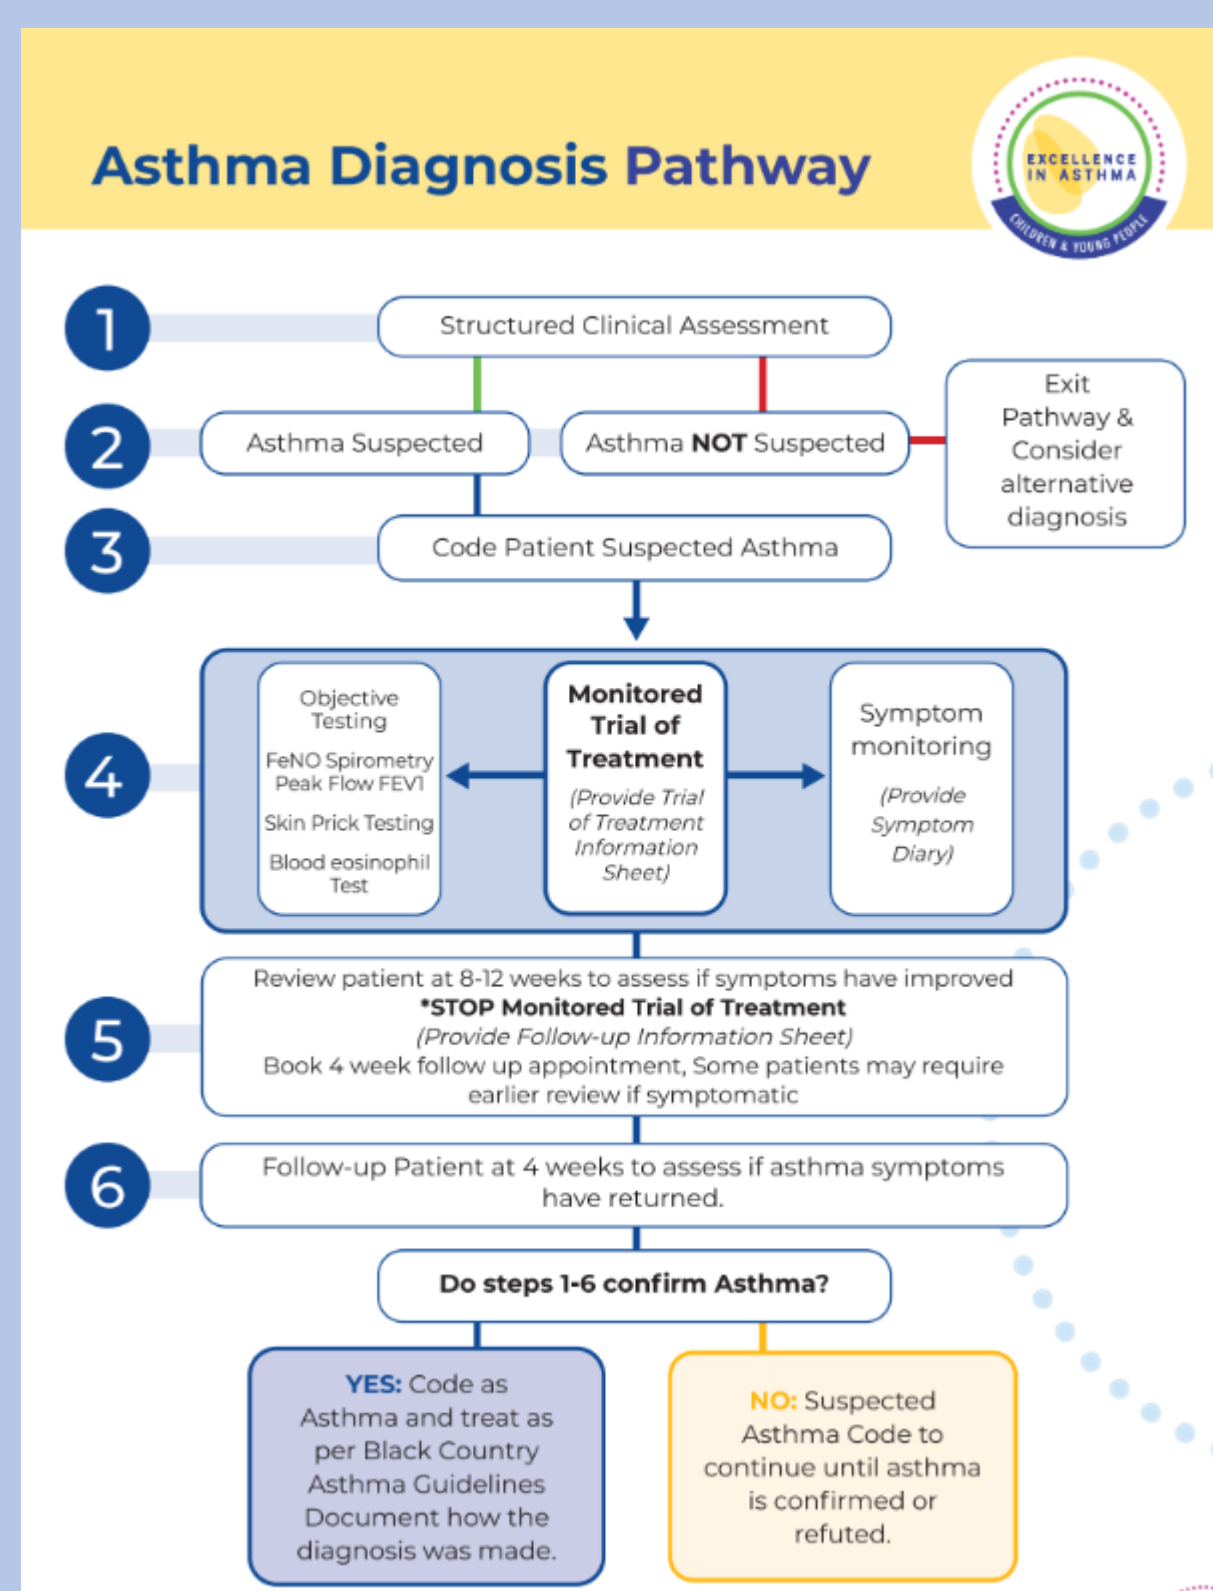 Asthma Diagnosis Pathway
EXCELLENCE
IN ASTHMA
CHILDREN & YOUNG PEOPLE
1
Structured Clinical Assessment
2
Asthma Suspected
Asthma NOT Suspected
Exit
Pathway &
Consider
alternative
diagnosis
3
Code Patient Suspected Asthma
4
Objective
Testing
FeNO Spirometry
Peak Flow FEV1
Skin Prick Testing
Blood eosinophil
Test
Monitored
Trial of
Treatment
(Provide Trial
of Treatment
Information
Sheet)
Symptom
monitoring
(Provide
Symptom
Diary)
5
Review patient at 8-12 weeks to assess if symptoms have improved
*STOP Monitored Trial of Treatment
(Provide Follow-up Information Sheet)
Book 4 week follow up appointment, Some patients may require
earlier review if symptomatic
6
Follow-up Patient at 4 weeks to assess if asthma symptoms
have returned.
Do steps 1-6 confirm Asthma?
YES: Code as
Asthma and treat as
per Black Country
Asthma Guidelines
Document how the
diagnosis was made.
NO: Suspected
Asthma Code to
continue until asthma
is confirmed or
refuted.